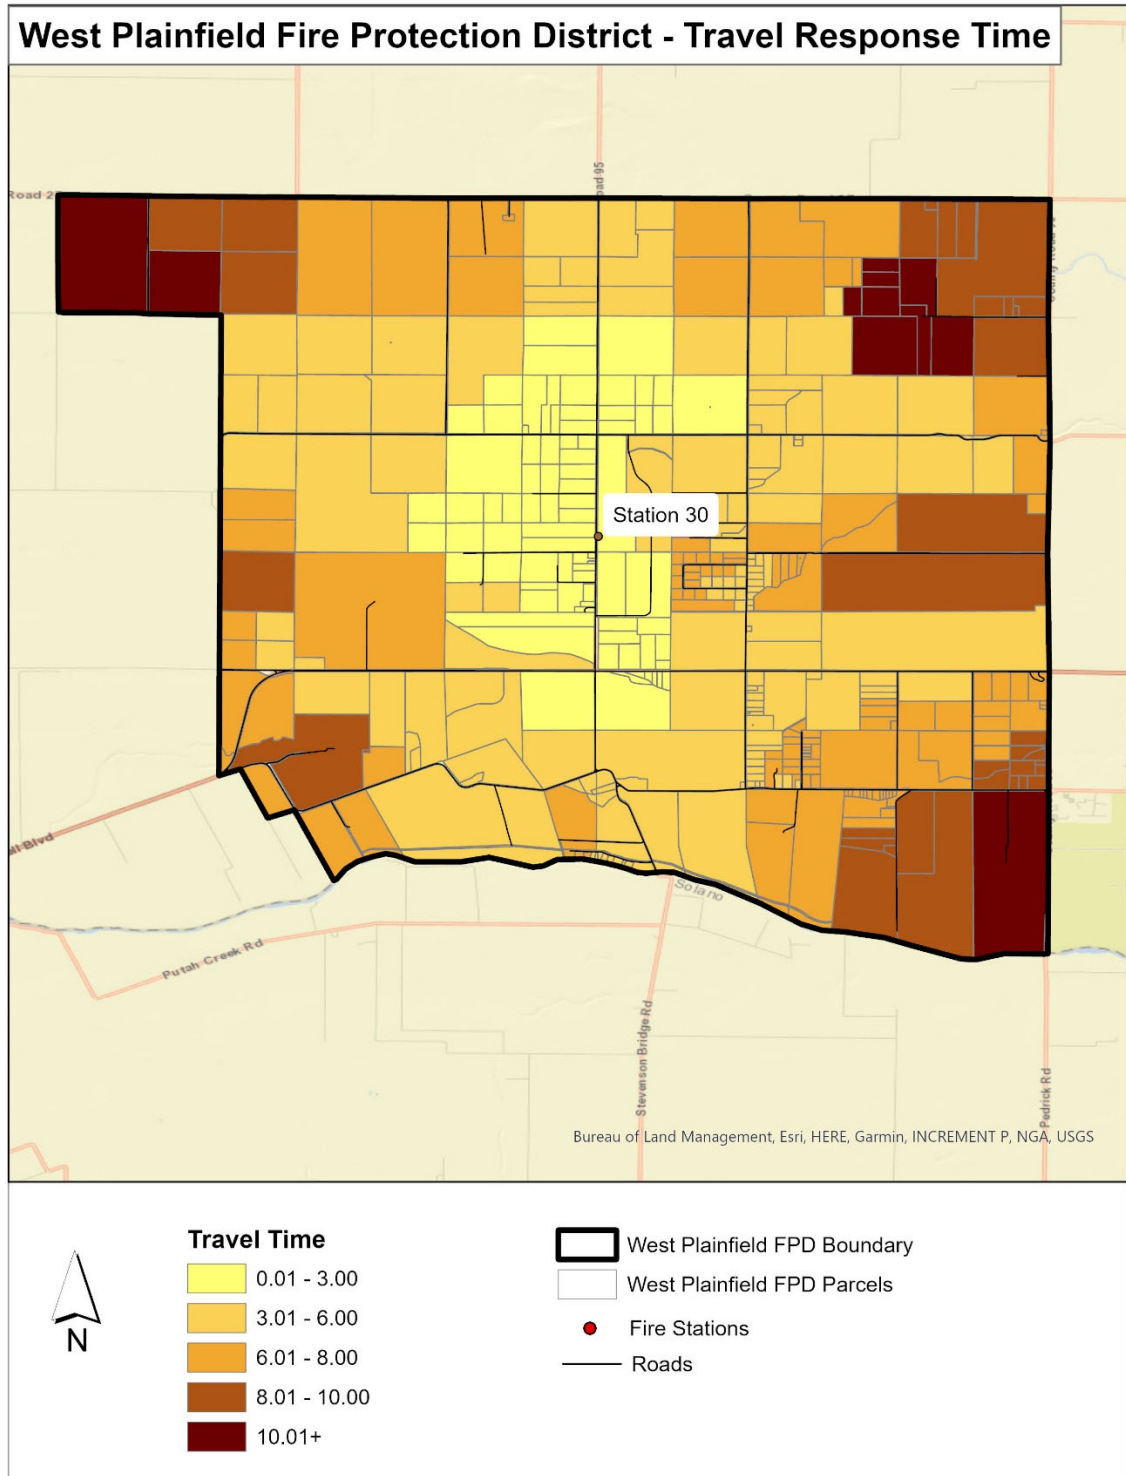 West Plainfield Fire Protection District - Travel Response Time
Road 95
Station 30
Solano
Putah Creek Rd
Stevenson Bridge Rd
Pedrick Rd
Bureau of Land Management, Esri, HERE, Garmin, INCREMENT P, NGA, USGS
Travel Time
0.01 - 3.00
3.01 - 6.00
6.01 - 8.00
8.01 - 10.00
10.01+
West Plainfield FPD Boundary
West Plainfield FPD Parcels
Fire Stations
Roads
N